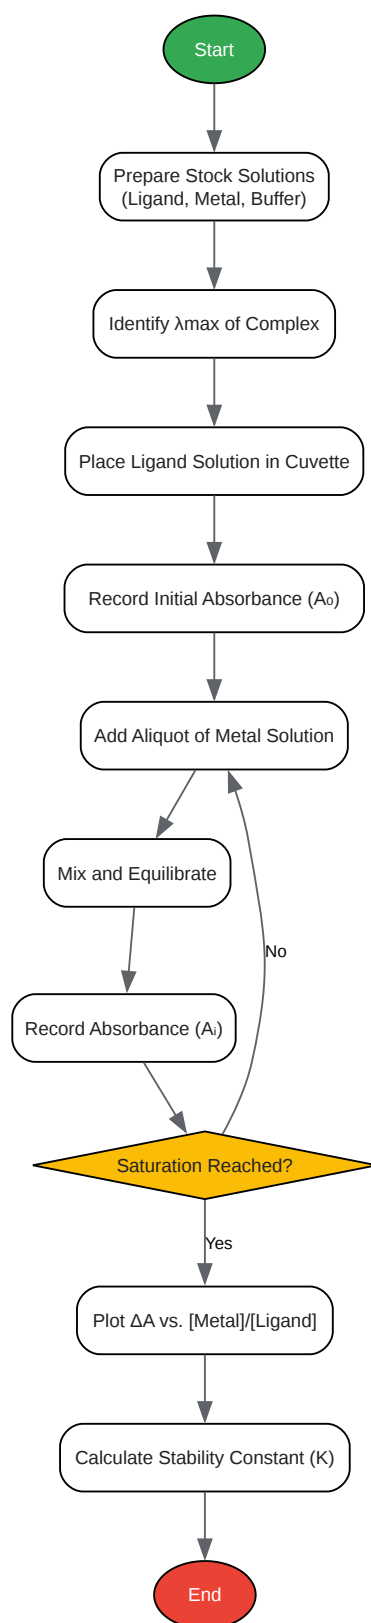 Start
Prepare Stock Solutions
(Ligand, Metal, Buffer)
Identify λmax of Complex
Place Ligand Solution in Cuvette
Record Initial Absorbance (A₀)
Add Aliquot of Metal Solution
Mix and Equilibrate
No
Record Absorbance (Aᵢ)
Saturation Reached?
Yes
Plot ΔA vs. [Metal]/[Ligand]
Calculate Stability Constant (K)
End